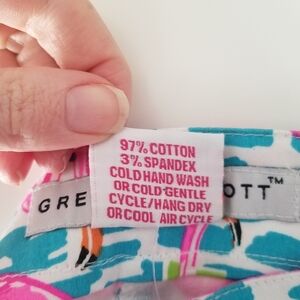 97% COTTON
3% SPANDEX
COLD HAND WASH
OR COLD-GENTLE
CYCLE/HANG DRY
OR COOL AIR CYCLE
GRE OTT™